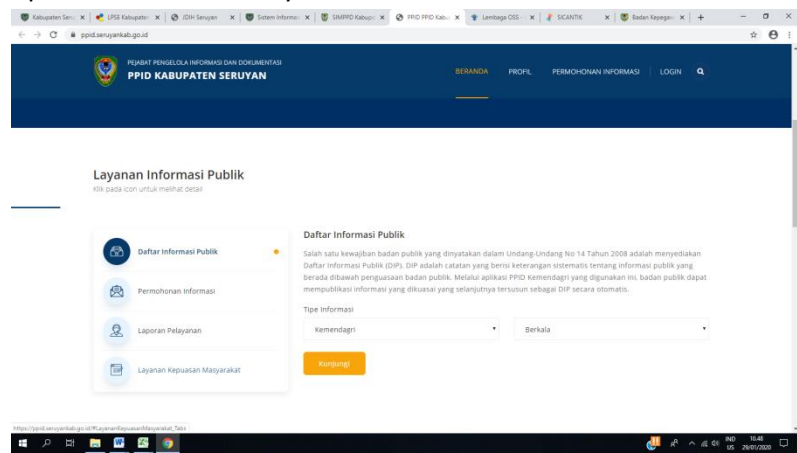 Kabupaten Seru
LPSE Kabupaten
JDIH Seruyan
Sistem Informas
SIMPPD Kabupa
PPID PPID Kabu
Lembaga OSS -
SICANTIK
Badan Kepegaw
ppid.seruyankab.go.id
PEJABAT PENGELOLA INFORMASI DAN DOKUMENTASI
PPID KABUPATEN SERUYAN
BERANDA PROFIL PERMOHONAN INFORMASI LOGIN
Layanan Informasi Publik
Klik pada icon untuk melihat detail
Daftar Informasi Publik
Permohonan Informasi
Laporan Pelayanan
Layanan Kepuasan Masyarakat
Daftar Informasi Publik
Salah satu kewajiban badan publik yang dinyatakan dalam Undang-Undang No 14 Tahun 2008 adalah menyediakan
Daftar Informasi Publik (DIP). DIP adalah catatan yang berisi keterangan sistematis tentang informasi publik yang
berada dibawah penguasaan badan publik. Melalui aplikasi PPID Kemendagri yang digunakan ini, badan publik dapat
mempublikasi informasi yang dikuasai yang selanjutnya tersusun sebagai DIP secara otomatis.
Tipe Informasi
Kemendagri
Berkala
Kunjungi
https://ppid.seruyankab.go.id/#LayananKepuasanMasyarakat_Tabs
IND 10.48
US 29/01/2020